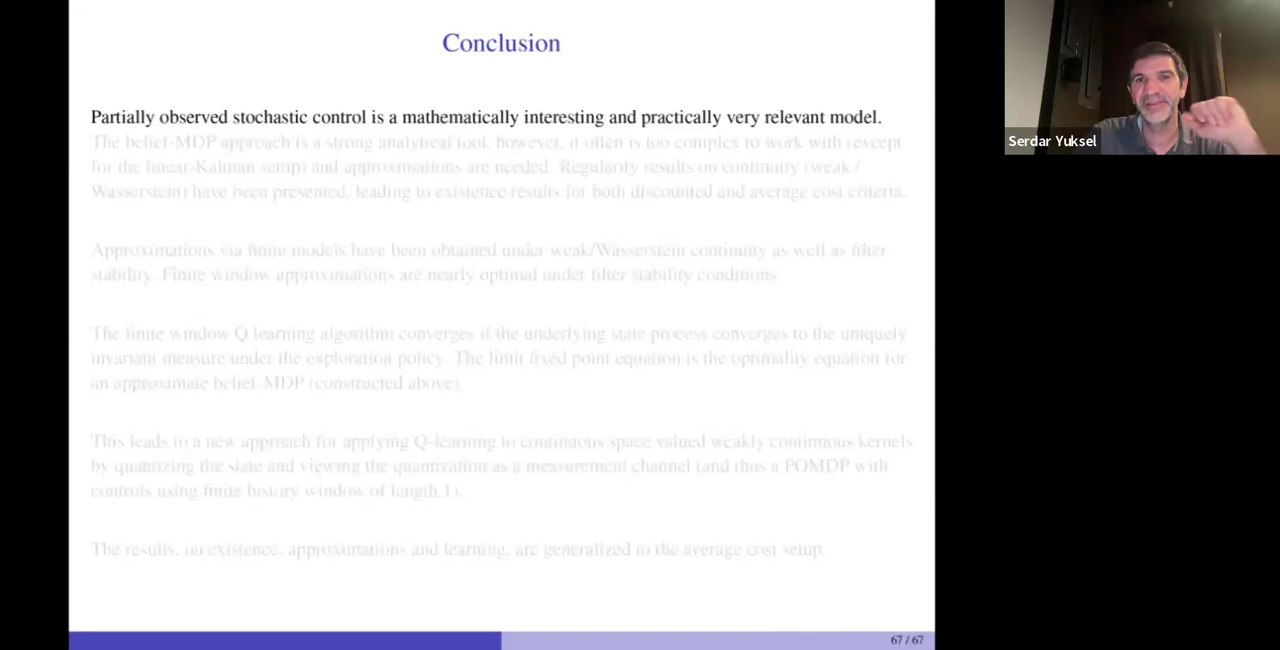 Conclusion
Serdar Yuksel
Partially observed stochastic control is a mathematically interesting and practically very relevant model.
The belief-MDP approach is a strong analytical tool, however, it often is too complex to work with (except
for the linear-Kalman setup) and approximations are needed. Regularity results on continuity (weak /
Wasserstein) have been presented, leading to existence results for both discounted and average cost criteria.
Approximations via finite models have been obtained under weak/Wasserstein continuity as well as filter
stability. Finite window approximations are nearly optimal under filter stability conditions.
The finite window Q learning algorithm converges if the underlying state process converges to the uniquely
invariant measure under the exploration policy. The limit fixed point equation is the optimality equation for
an approximate belief-MDP (constructed above).
This leads to a new approach for applying Q-learning to continuous space valued weakly continuous kernels
by quantizing the state and viewing the quantization as a measurement channel (and thus a POMDP with
controls using finite history window of length 1).
The results, on existence, approximations and learning, are generalized to the average cost setup.
67 / 67